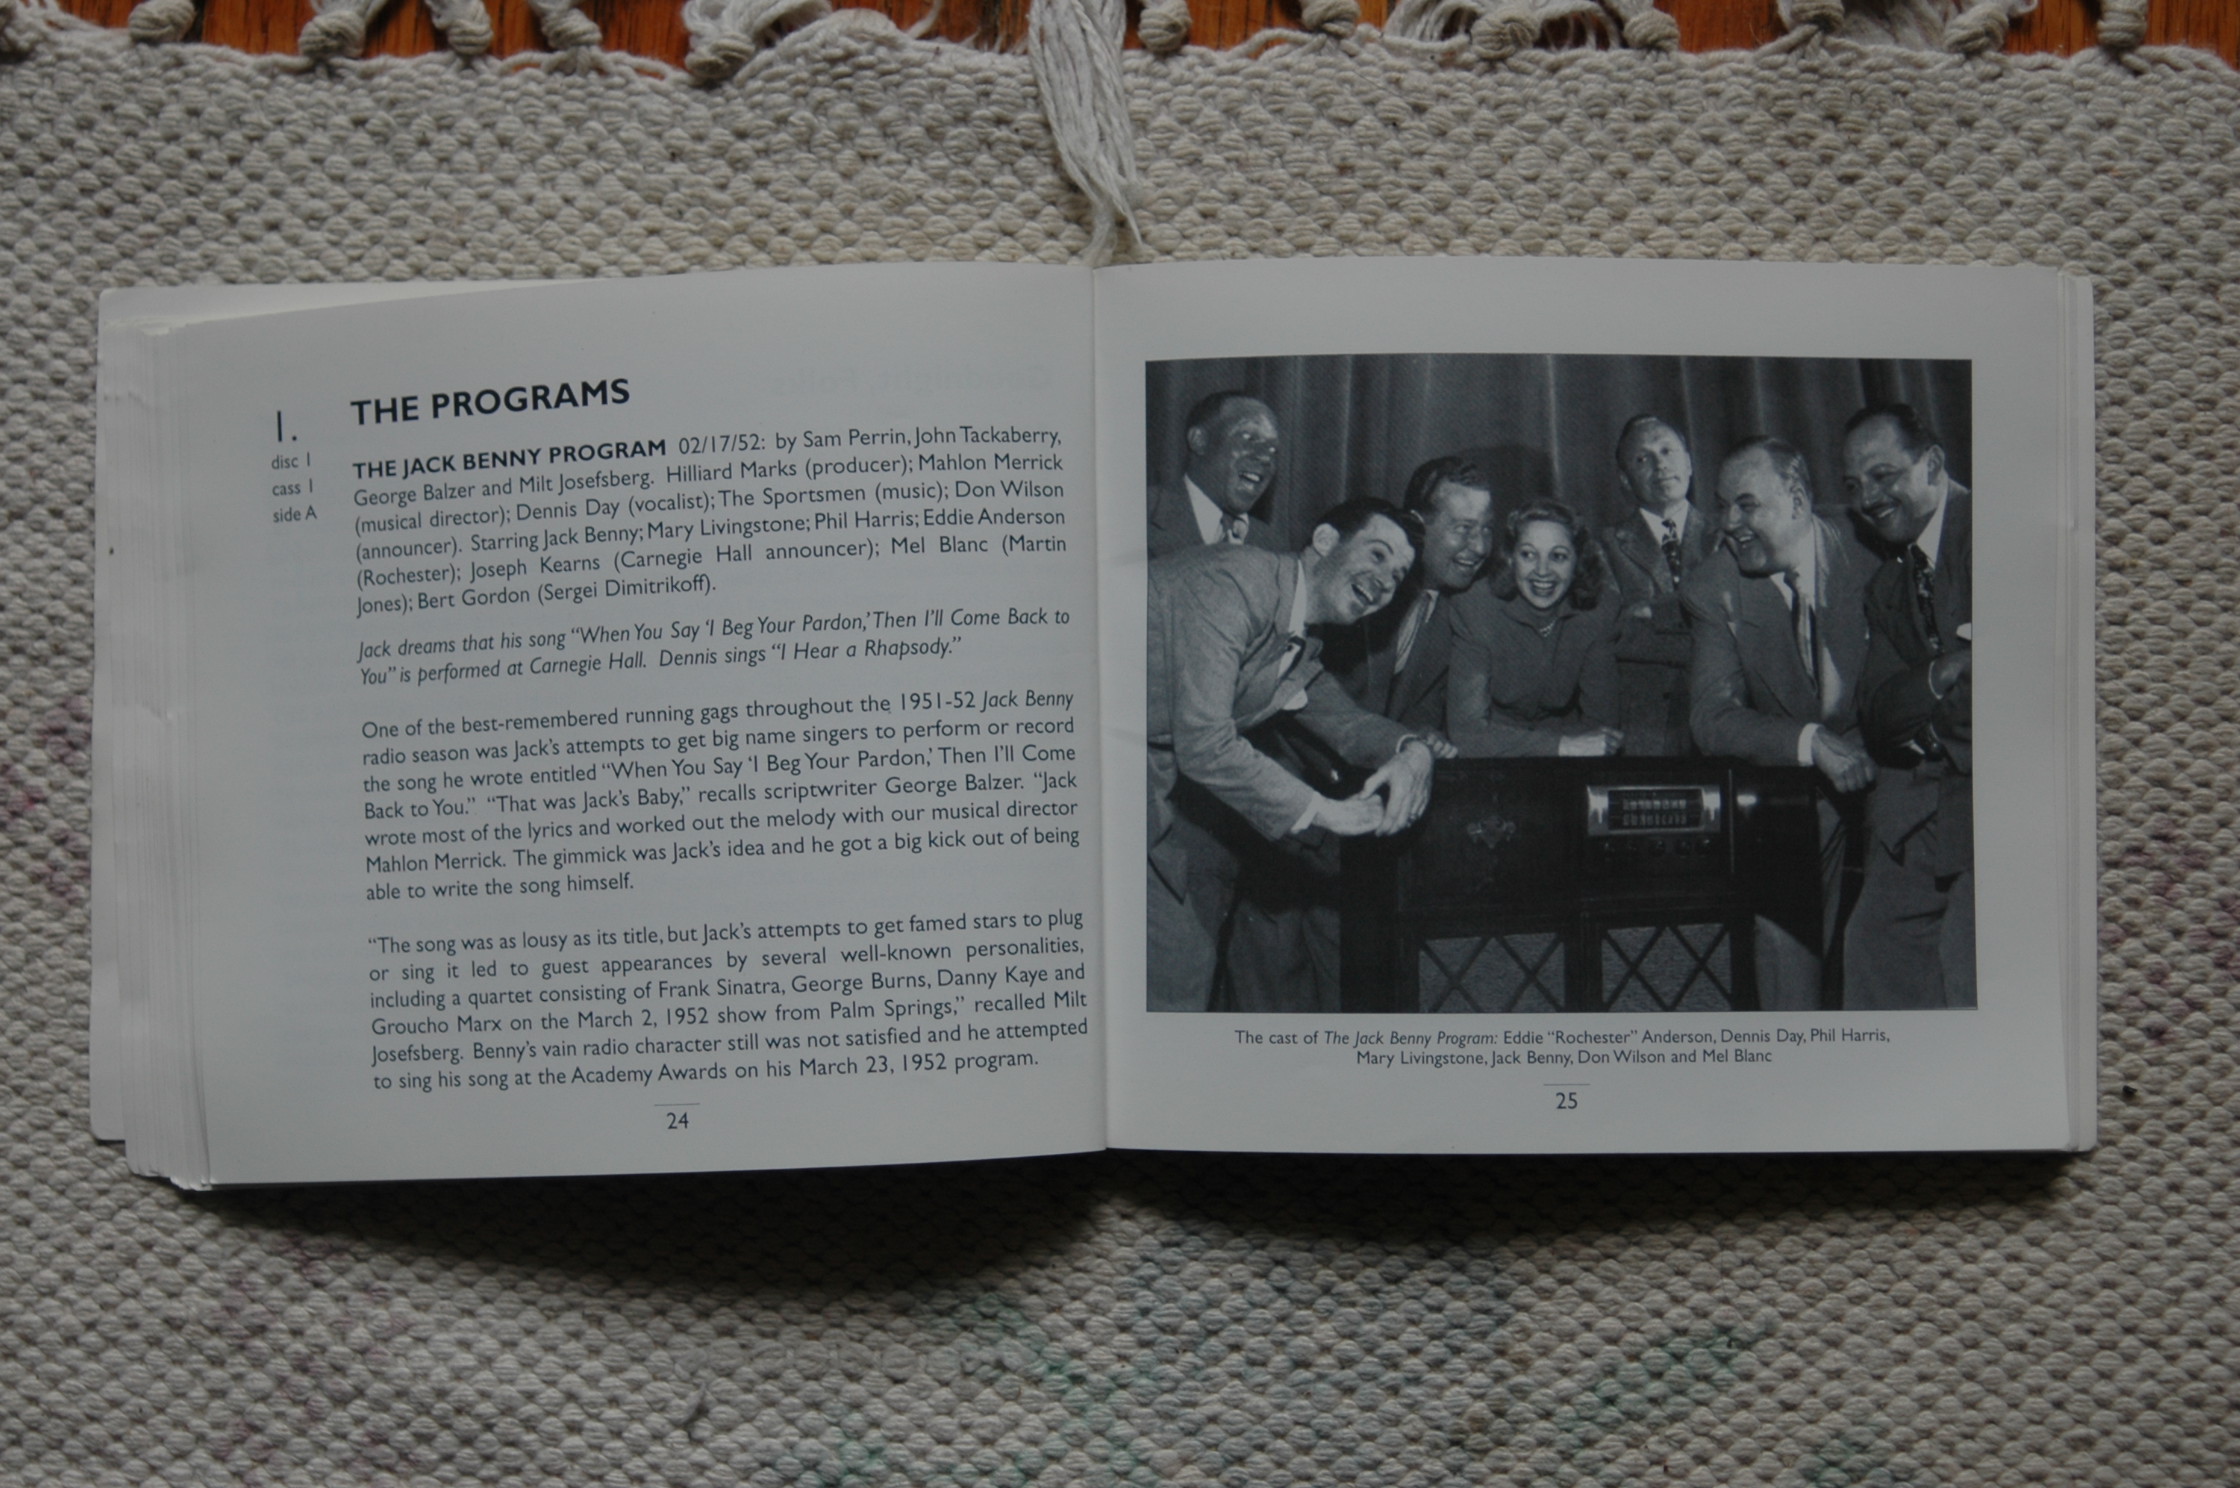 THE PROGRAMS
1.
disc 1
cass 1
side A
THE JACK BENNY PROGRAM 02/17/52: by Sam Perrin, John Tackaberry,
George Balzer and Milt Josefsberg. Hilliard Marks (producer); Mahlon Merrick
(musical director); Dennis Day (vocalist); The Sportsmen (music); Don Wilson
(announcer). Starring Jack Benny; Mary Livingstone; Phil Harris; Eddie Anderson
(Rochester); Joseph Kearns (Carnegie Hall announcer); Mel Blanc (Martin
Jones); Bert Gordon (Sergei Dimitrikoff).
Jack dreams that his song “When You Say ‘I Beg Your Pardon,’ Then I’ll Come Back to
You” is performed at Carnegie Hall. Dennis sings “I Hear a Rhapsody.”
One of the best-remembered running gags throughout the 1951-52 Jack Benny
radio season was Jack’s attempts to get big name singers to perform or record
the song he wrote entitled “When You Say ‘I Beg Your Pardon,’ Then I’ll Come
Back to You.” “That was Jack’s Baby,” recalls scriptwriter George Balzer. “Jack
wrote most of the lyrics and worked out the melody with our musical director
Mahlon Merrick. The gimmick was Jack’s idea and he got a big kick out of being
able to write the song himself.
“The song was as lousy as its title, but Jack’s attempts to get famed stars to plug
or sing it led to guest appearances by several well-known personalities,
including a quartet consisting of Frank Sinatra, George Burns, Danny Kaye and
Groucho Marx on the March 2, 1952 show from Palm Springs,” recalled Milt
Josefsberg. Benny’s vain radio character still was not satisfied and he attempted
to sing his song at the Academy Awards on his March 23, 1952 program.
24
The cast of The Jack Benny Program: Eddie “Rochester” Anderson, Dennis Day, Phil Harris,
Mary Livingstone, Jack Benny, Don Wilson and Mel Blanc
25